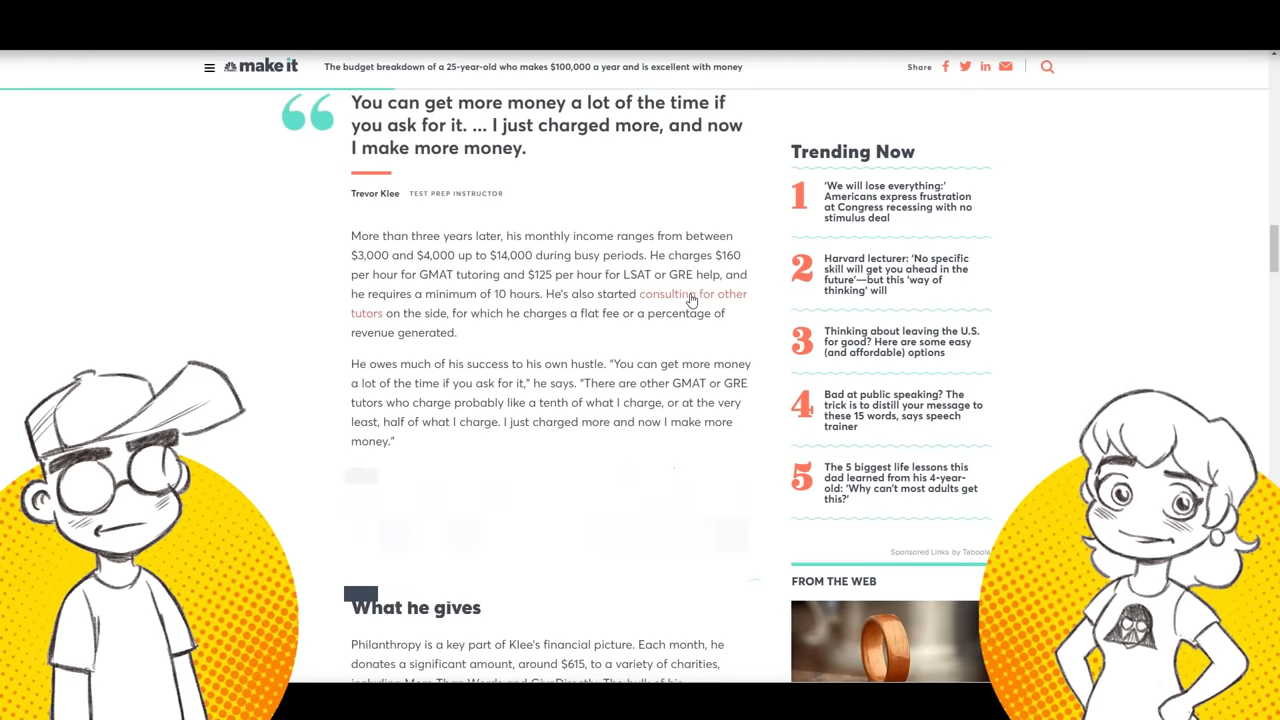 make it
The budget breakdown of a 25-year-old who makes $100,000 a year and is excellent with money
Share
You can get more money a lot of the time if
you ask for it. ... I just charged more, and now
I make more money.
Trevor Klee TEST PREP INSTRUCTOR
More than three years later, his monthly income ranges from between
$3,000 and $4,000 up to $14,000 during busy periods. He charges $160
per hour for GMAT tutoring and $125 per hour for LSAT or GRE help, and
he requires a minimum of 10 hours. He's also started consulting for other
tutors on the side, for which he charges a flat fee or a percentage of
revenue generated.
He owes much of his success to his own hustle. “You can get more money
a lot of the time if you ask for it,” he says. “There are other GMAT or GRE
tutors who charge probably like a tenth of what I charge, or at the very
least, half of what I charge. I just charged more and now I make more
money.”
What he gives
Philanthropy is a key part of Klee's financial picture. Each month, he
donates a significant amount, around $615, to a variety of charities,
including More Than Words and GiveDirectly. The bulk of his
Trending Now
1
'We will lose everything:'
Americans express frustration
at Congress recessing with no
stimulus deal
2
Harvard lecturer: 'No specific
skill will get you ahead in the
future'—but this 'way of
thinking' will
3
Thinking about leaving the U.S.
for good? Here are some easy
(and affordable) options
4
Bad at public speaking? The
trick is to distill your message to
these 15 words, says speech
trainer
5
The 5 biggest life lessons this
dad learned from his 4-year-
old: 'Why can't most adults get
this?'
Sponsored Links by Taboola
FROM THE WEB